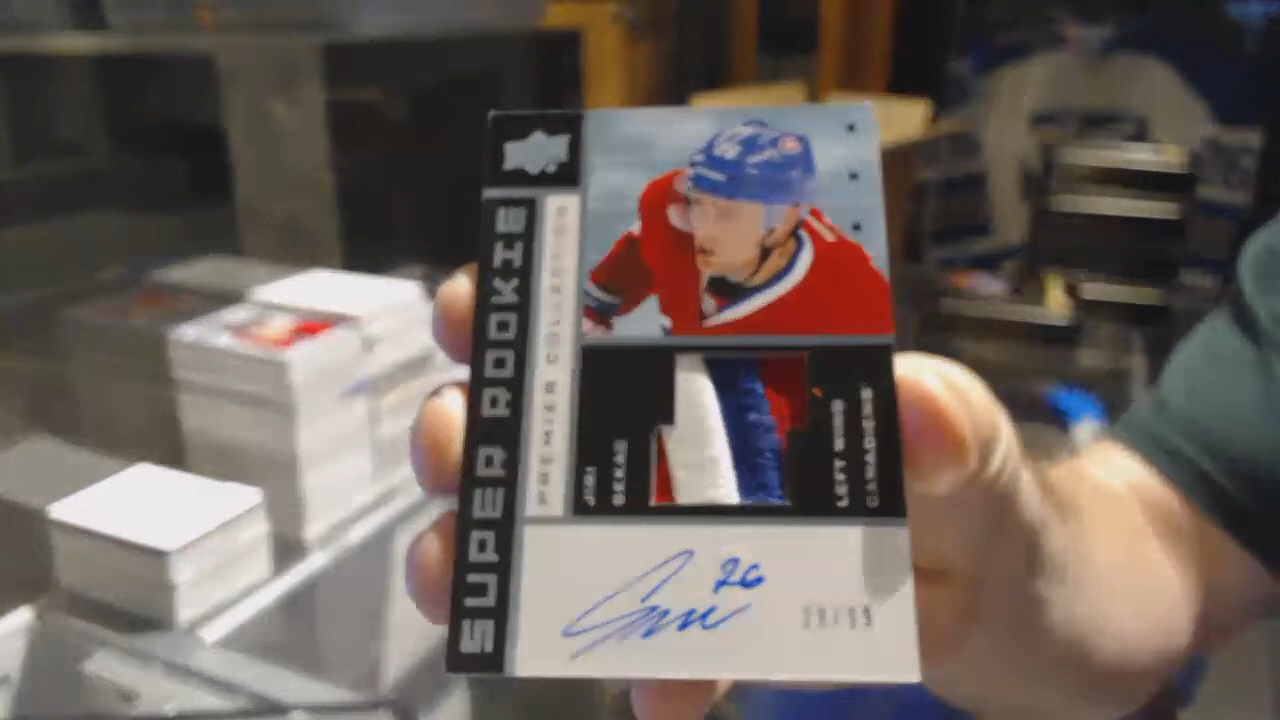 SUPER ROOKIE
PREMIER COLLECTION
JIRI
SEKAC
LEFT WING
CANADIENS
26